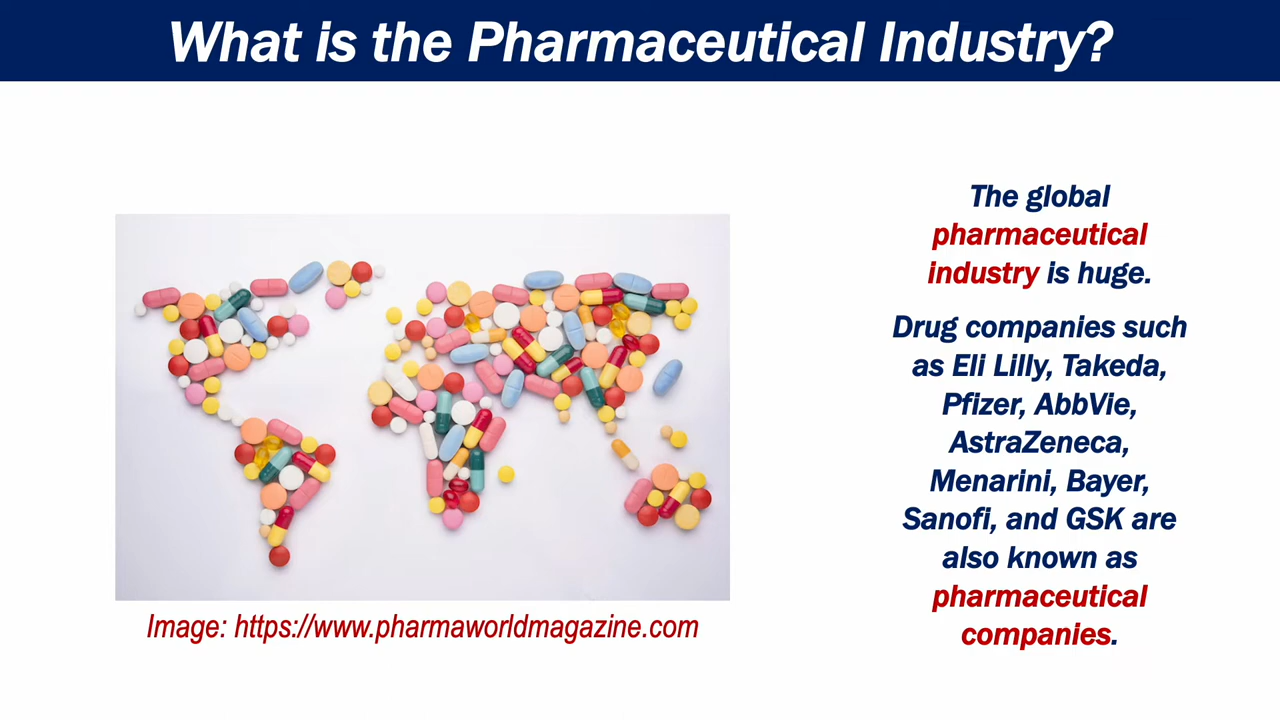 What is the Pharmaceutical Industry?
The global
pharmaceutical
industry is huge.
Drug companies such
as Eli Lilly, Takeda,
Pfizer, AbbVie,
AstraZeneca,
Menarini, Bayer,
Sanofi, and GSK are
also known as
pharmaceutical
companies.
Image: https://www.pharmaworldmagazine.com